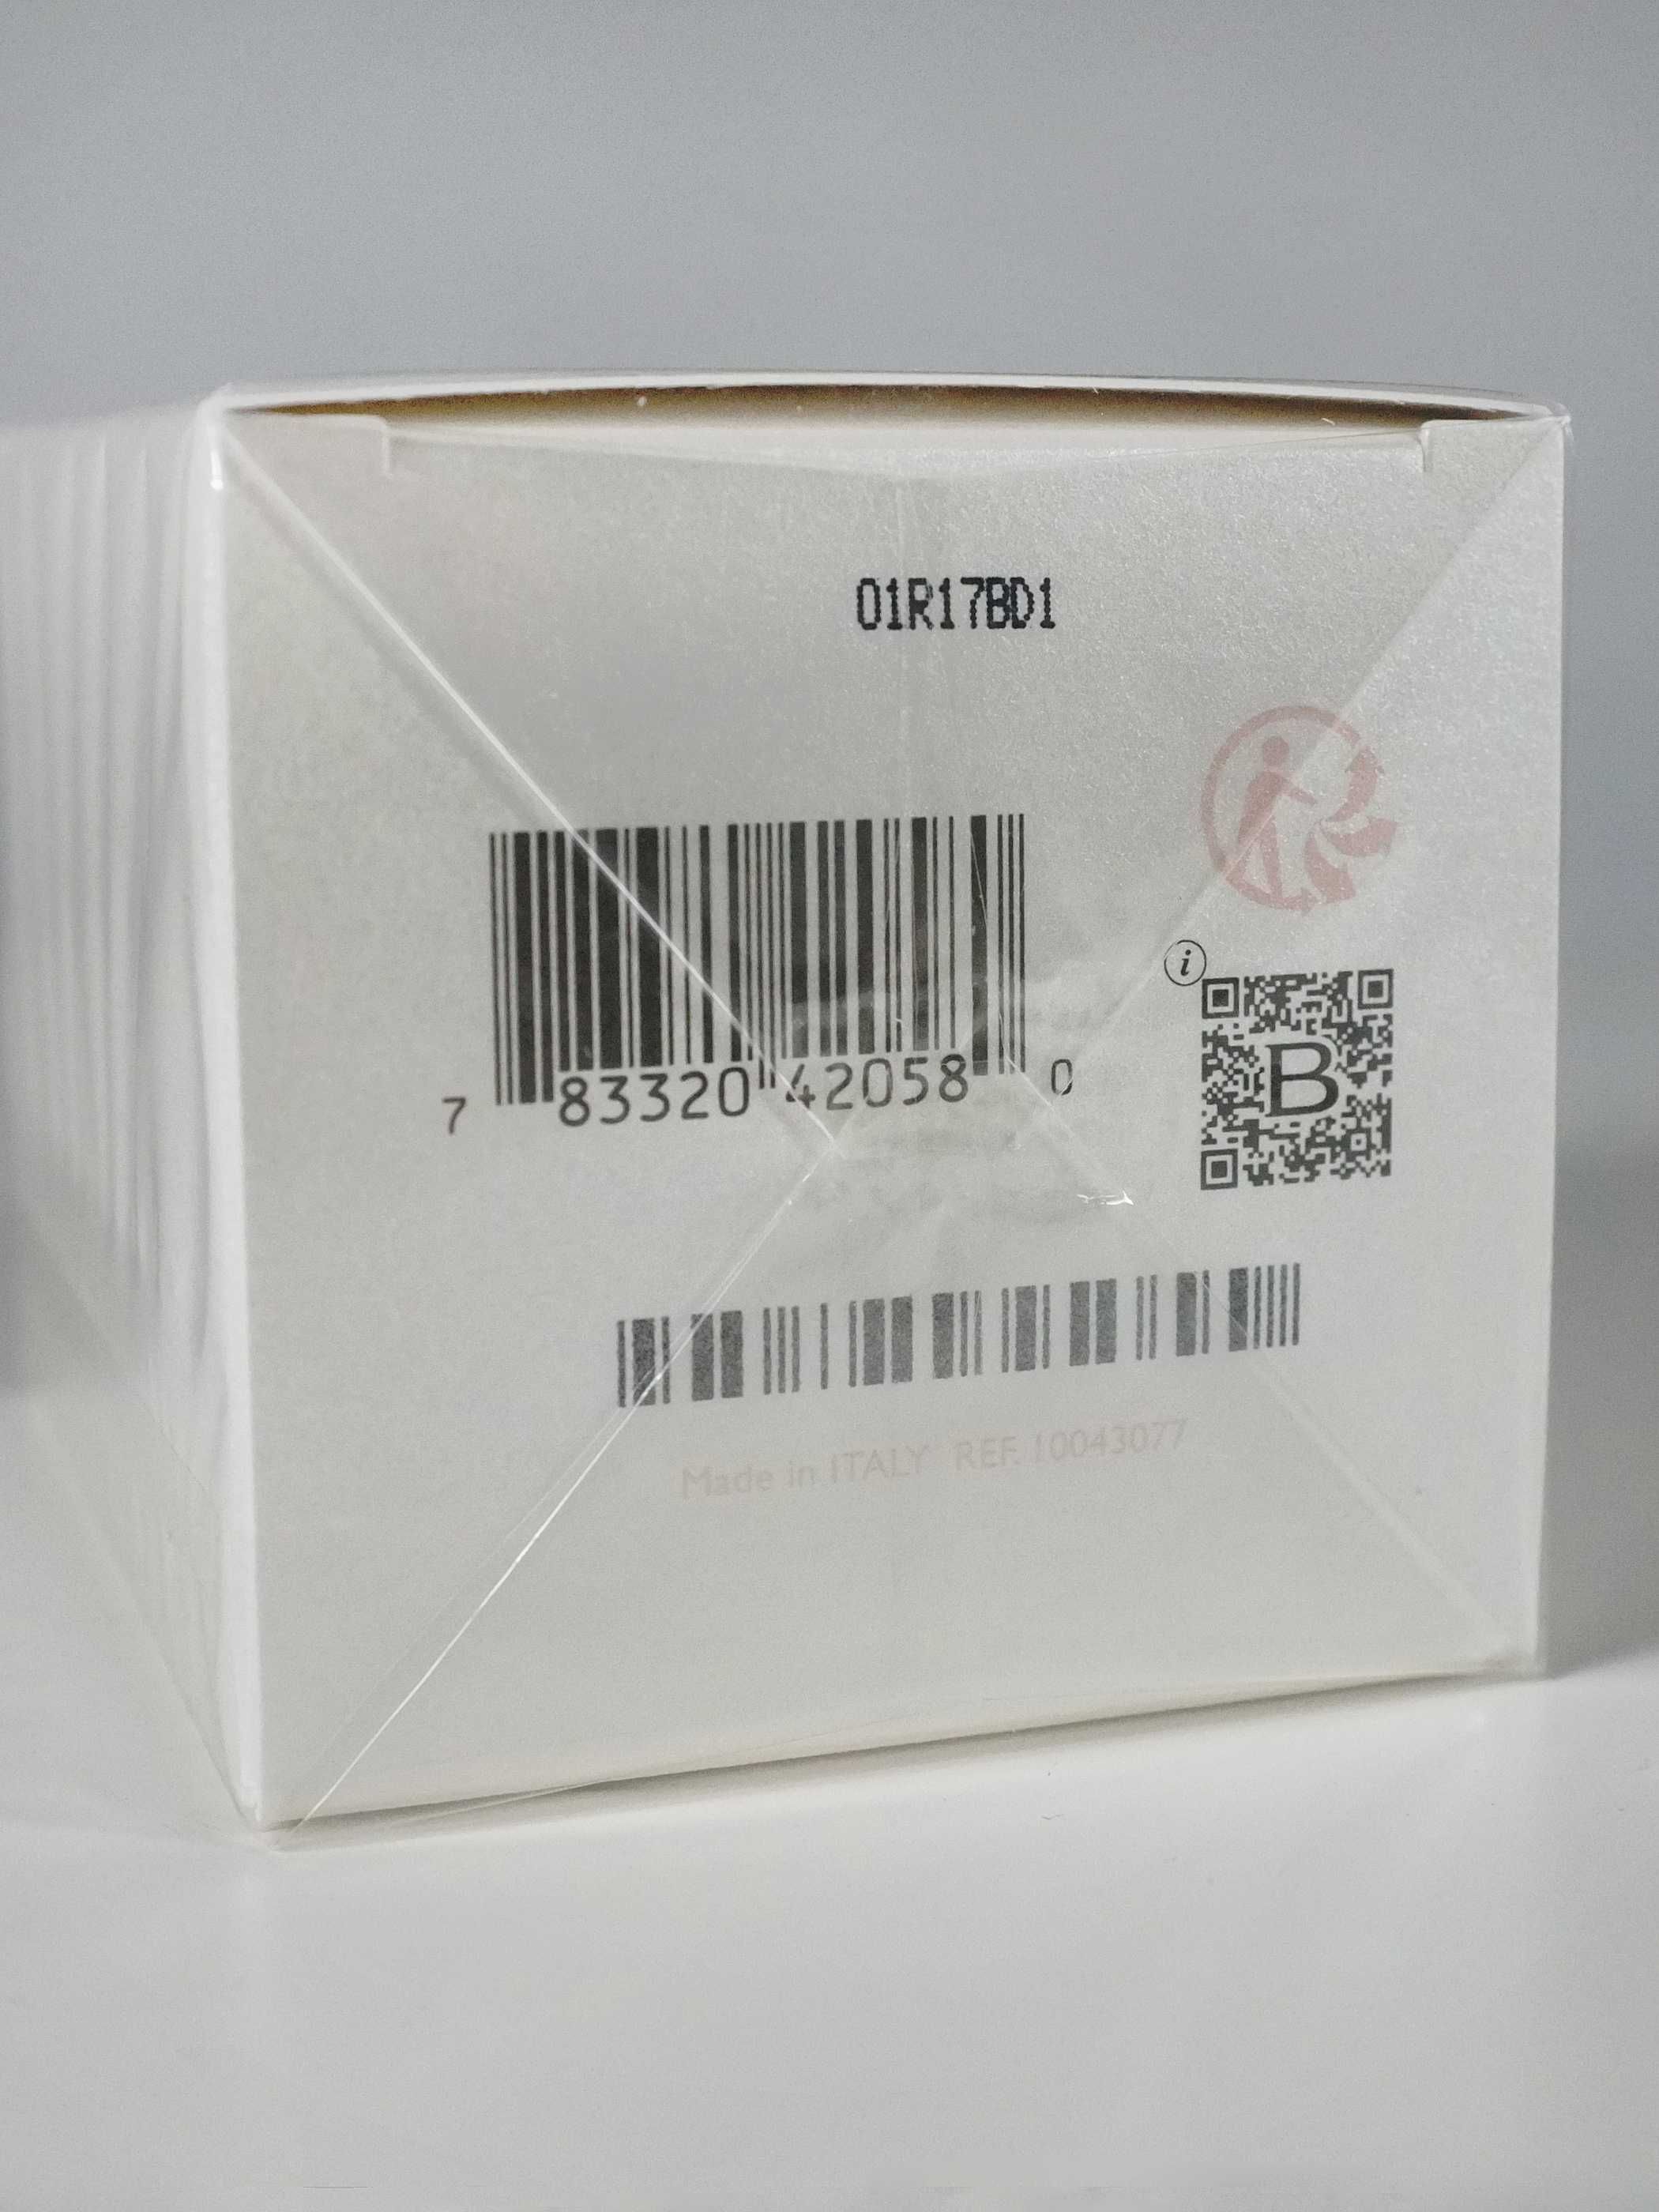 01R17BD1
i
B
7 83320 42058 0
Made in ITALY REF. 10043077